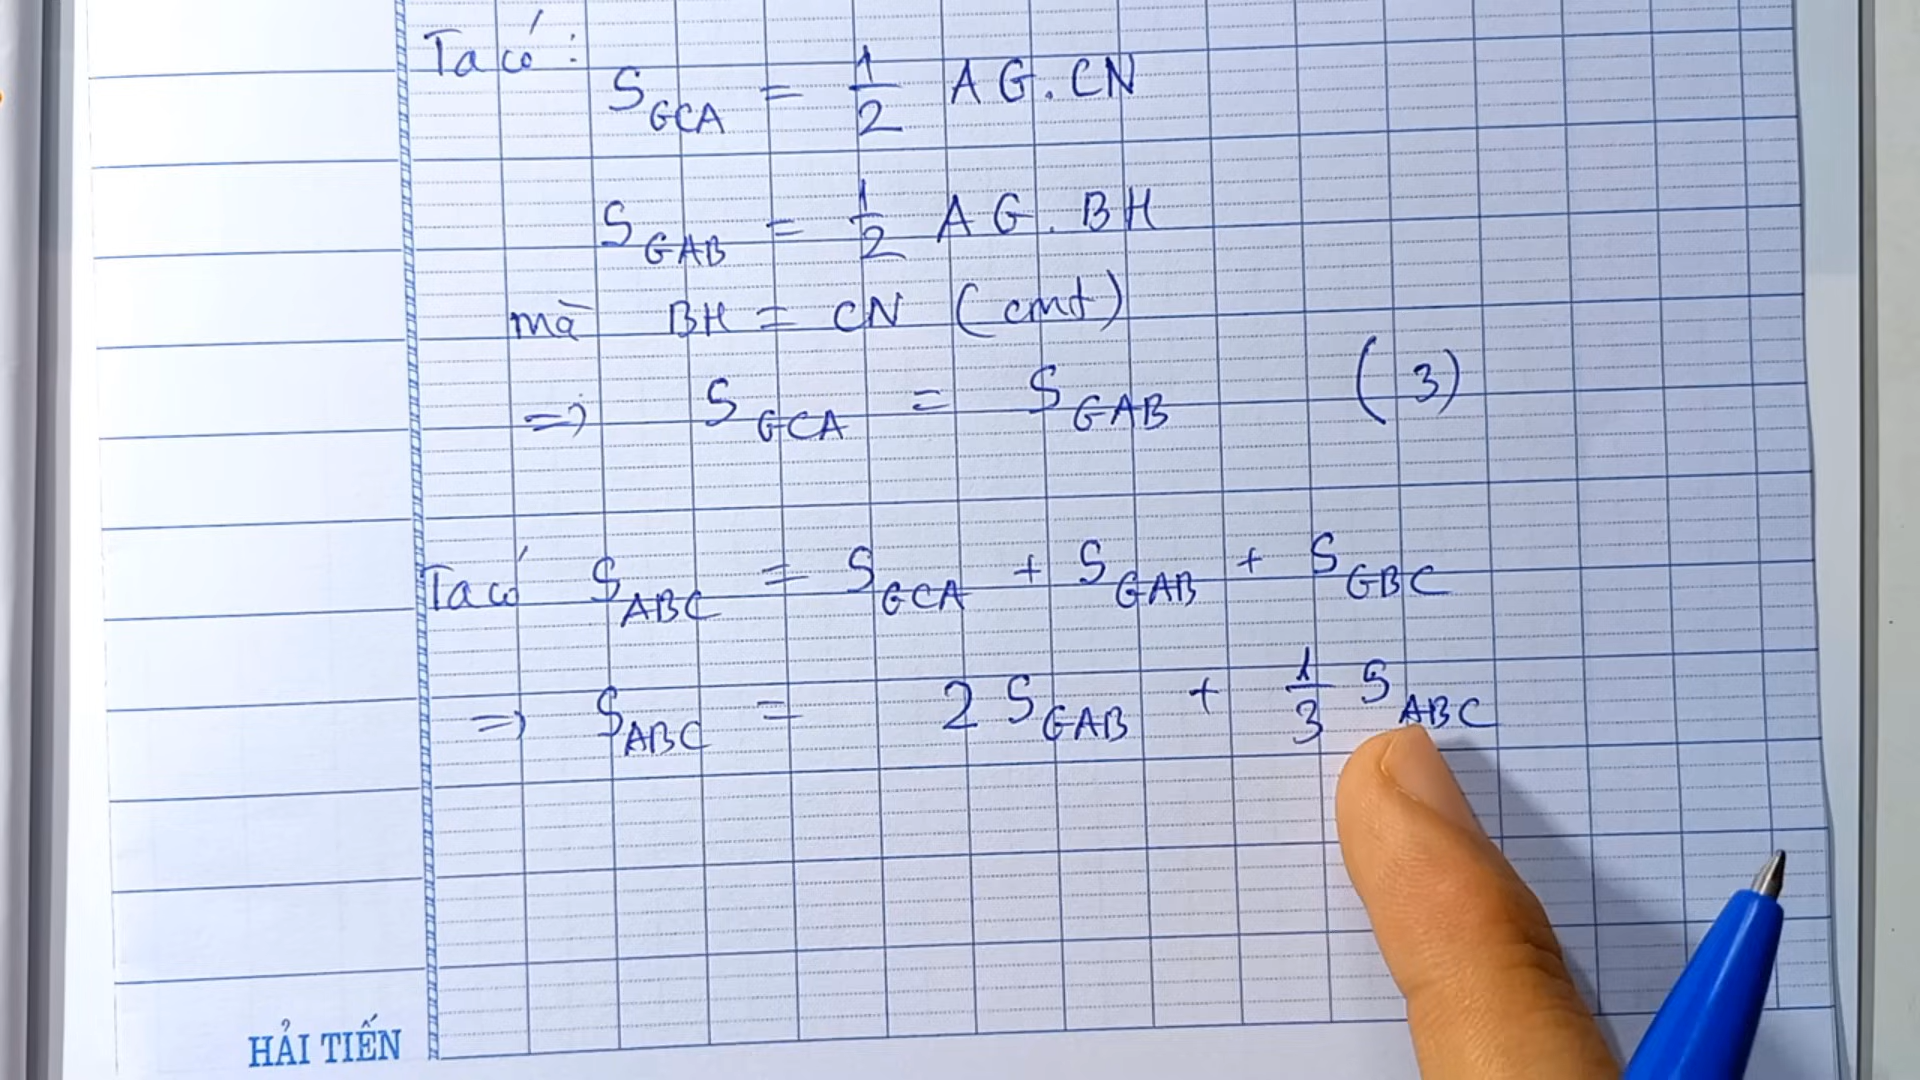 Ta có :
S_GCA = 1/2 AG . CN
S_GAB = 1/2 AG . BH
mà BH = CN (cmt)
=> S_GCA = S_GAB (3)
Ta có S_ABC = S_GCA + S_GAB + S_GBC
=> S_ABC = 2 S_GAB + 1/3 S_ABC
HẢI TIẾN